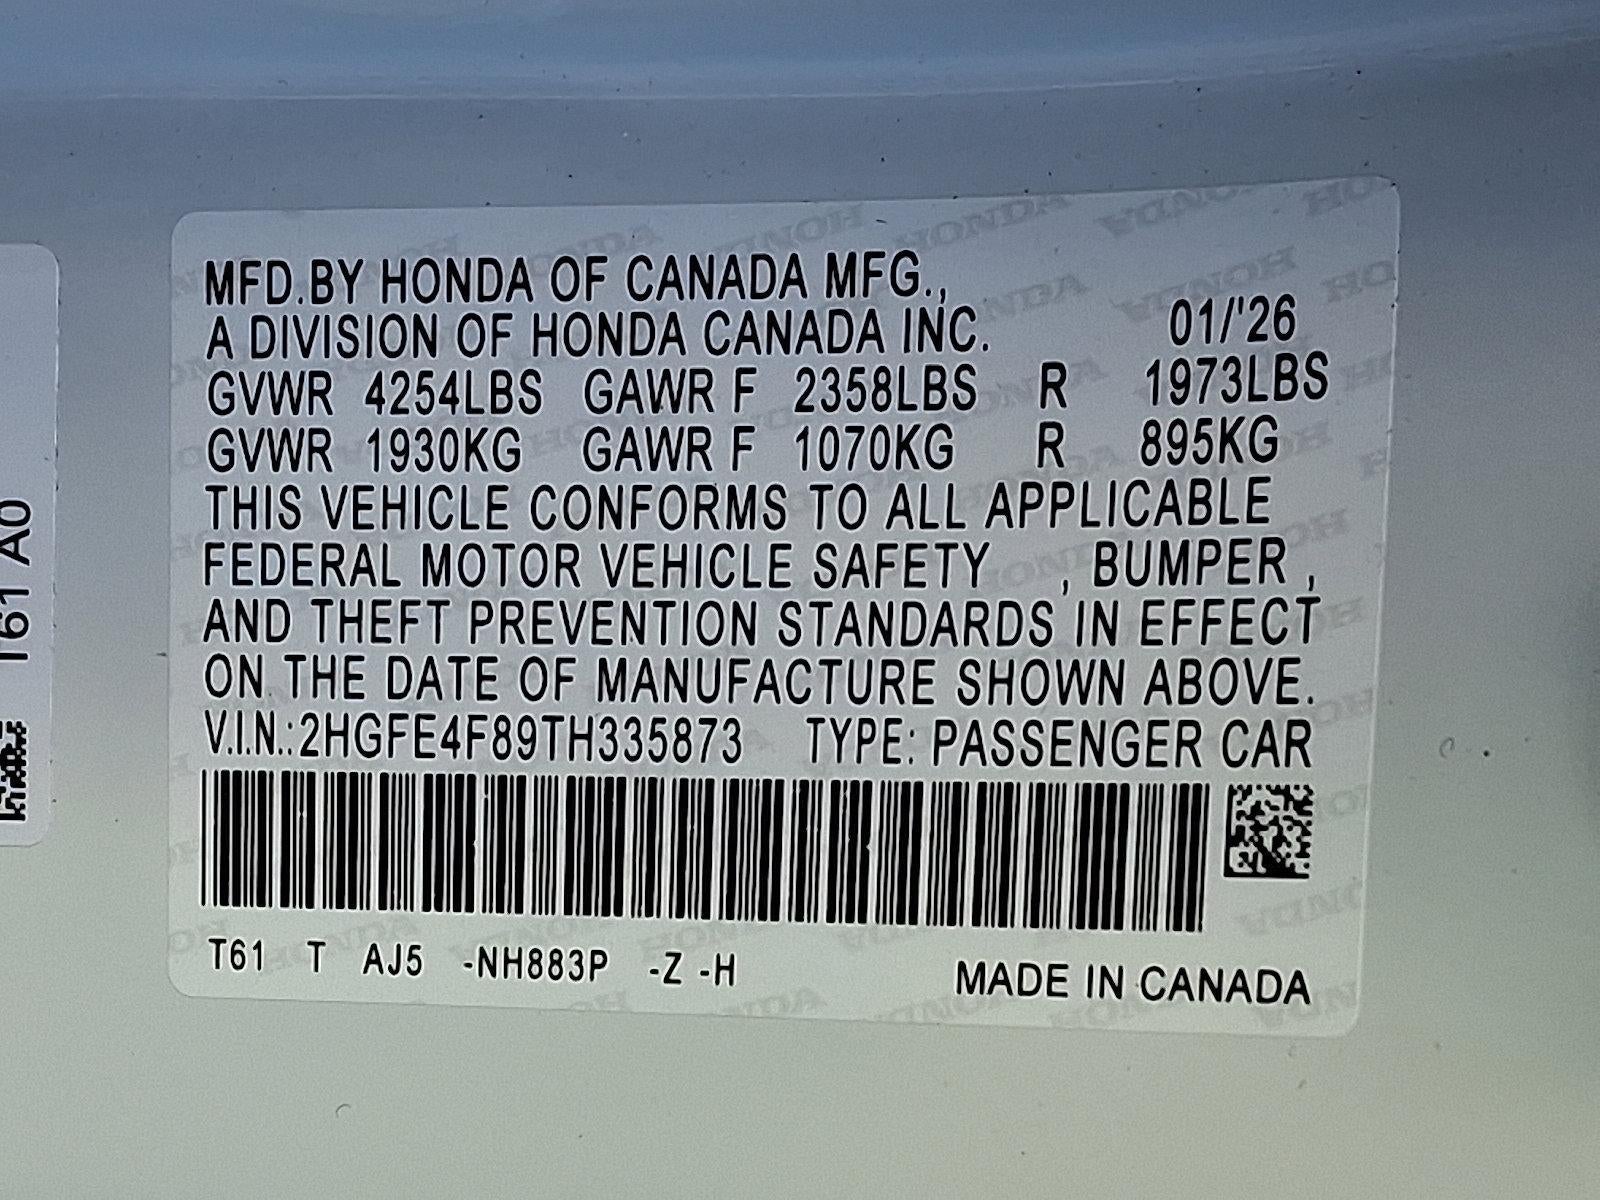 MFD.BY HONDA OF CANADA MFG.,
A DIVISION OF HONDA CANADA INC. 01/'26
GVWR 4254LBS GAWR F 2358LBS R 1973LBS
GVWR 1930KG GAWR F 1070KG R 895KG
THIS VEHICLE CONFORMS TO ALL APPLICABLE
FEDERAL MOTOR VEHICLE SAFETY , BUMPER ,
AND THEFT PREVENTION STANDARDS IN EFFECT
ON THE DATE OF MANUFACTURE SHOWN ABOVE.
V.I.N.:2HGFE4F89TH335873 TYPE: PASSENGER CAR
T61 T AJ5 -NH883P -Z -H MADE IN CANADA
T61 A0